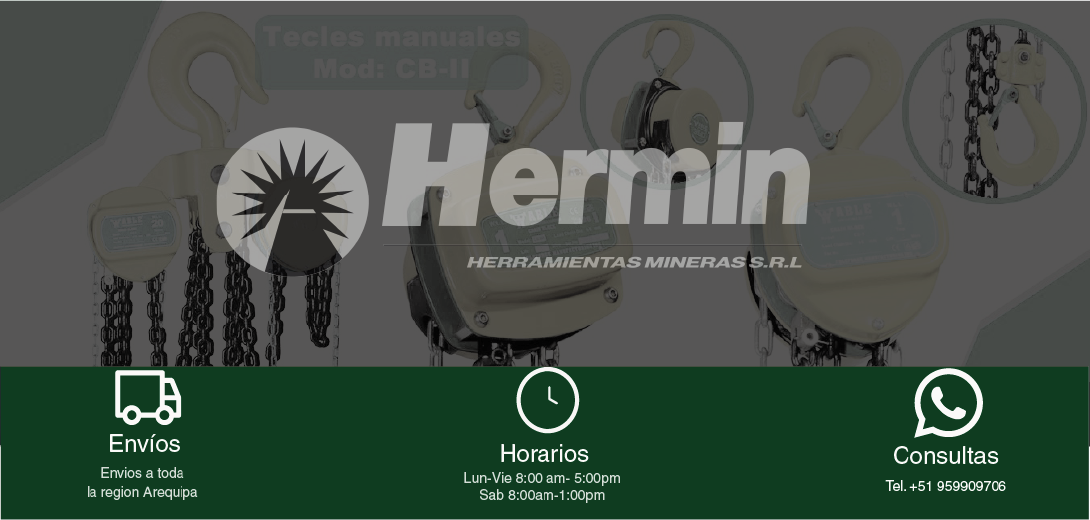 Tecles manuales
Mod: CB-II
Hermin
HERRAMIENTAS MINERAS S.R.L
Envíos
Envios a toda
la region Arequipa
Horarios
Lun-Vie 8:00 am- 5:00pm
Sab 8:00am-1:00pm
Consultas
Tel. +51 959909706